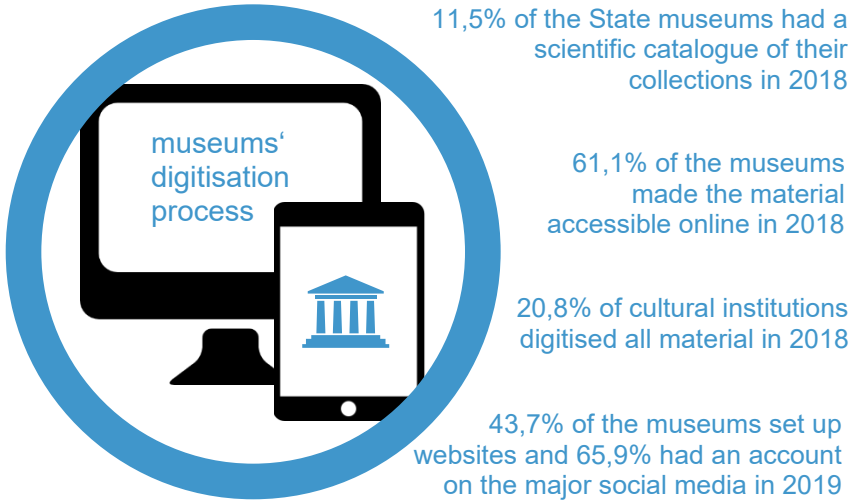 museums‘
digitisation
process
11,5% of the State museums had a
scientific catalogue of their
collections in 2018
61,1% of the museums
made the material
accessible online in 2018
20,8% of cultural institutions
digitised all material in 2018
43,7% of the museums set up
websites and 65,9% had an account
on the major social media in 2019